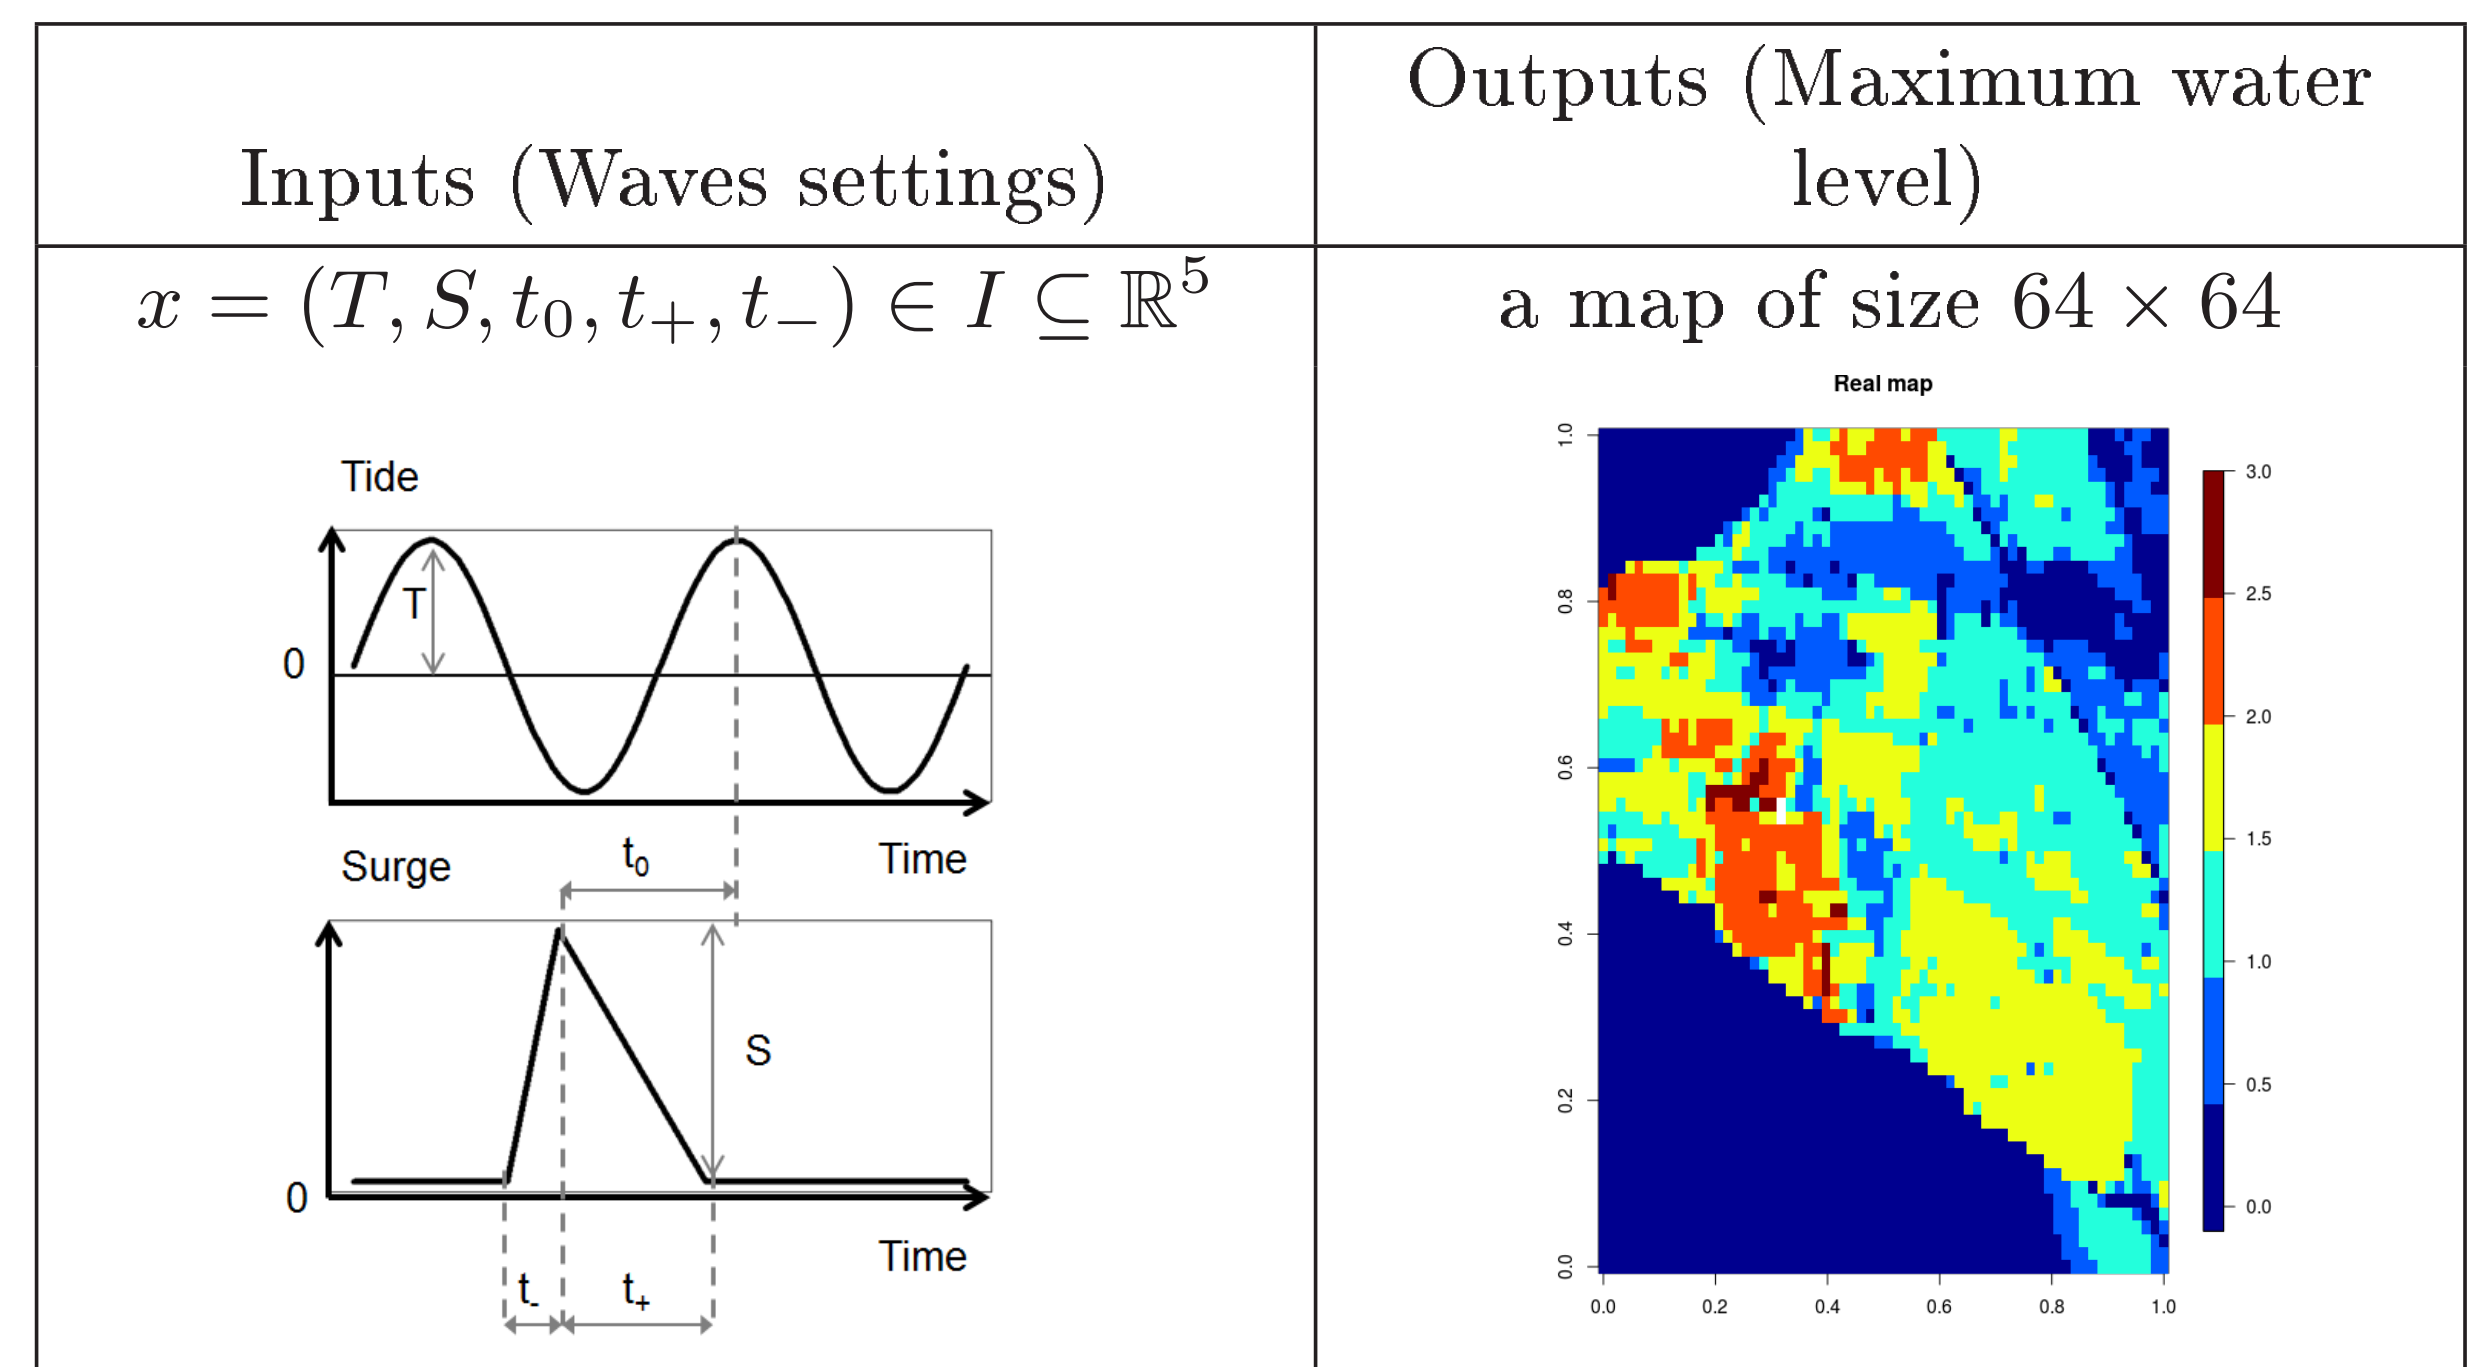 Inputs (Waves settings)
Outputs (Maximum water
level)
x = (T, S, t₀, t₊, t₋) ∈ I ⊆ ℝ⁵
a map of size 64 × 64
Tide
T
0
Time
Surge
t₀
S
0
Time
t₋
t₊
Real map
1.0
0.8
0.6
0.4
0.2
0.0
0.0 0.2 0.4 0.6 0.8 1.0
3.0
2.5
2.0
1.5
1.0
0.5
0.0